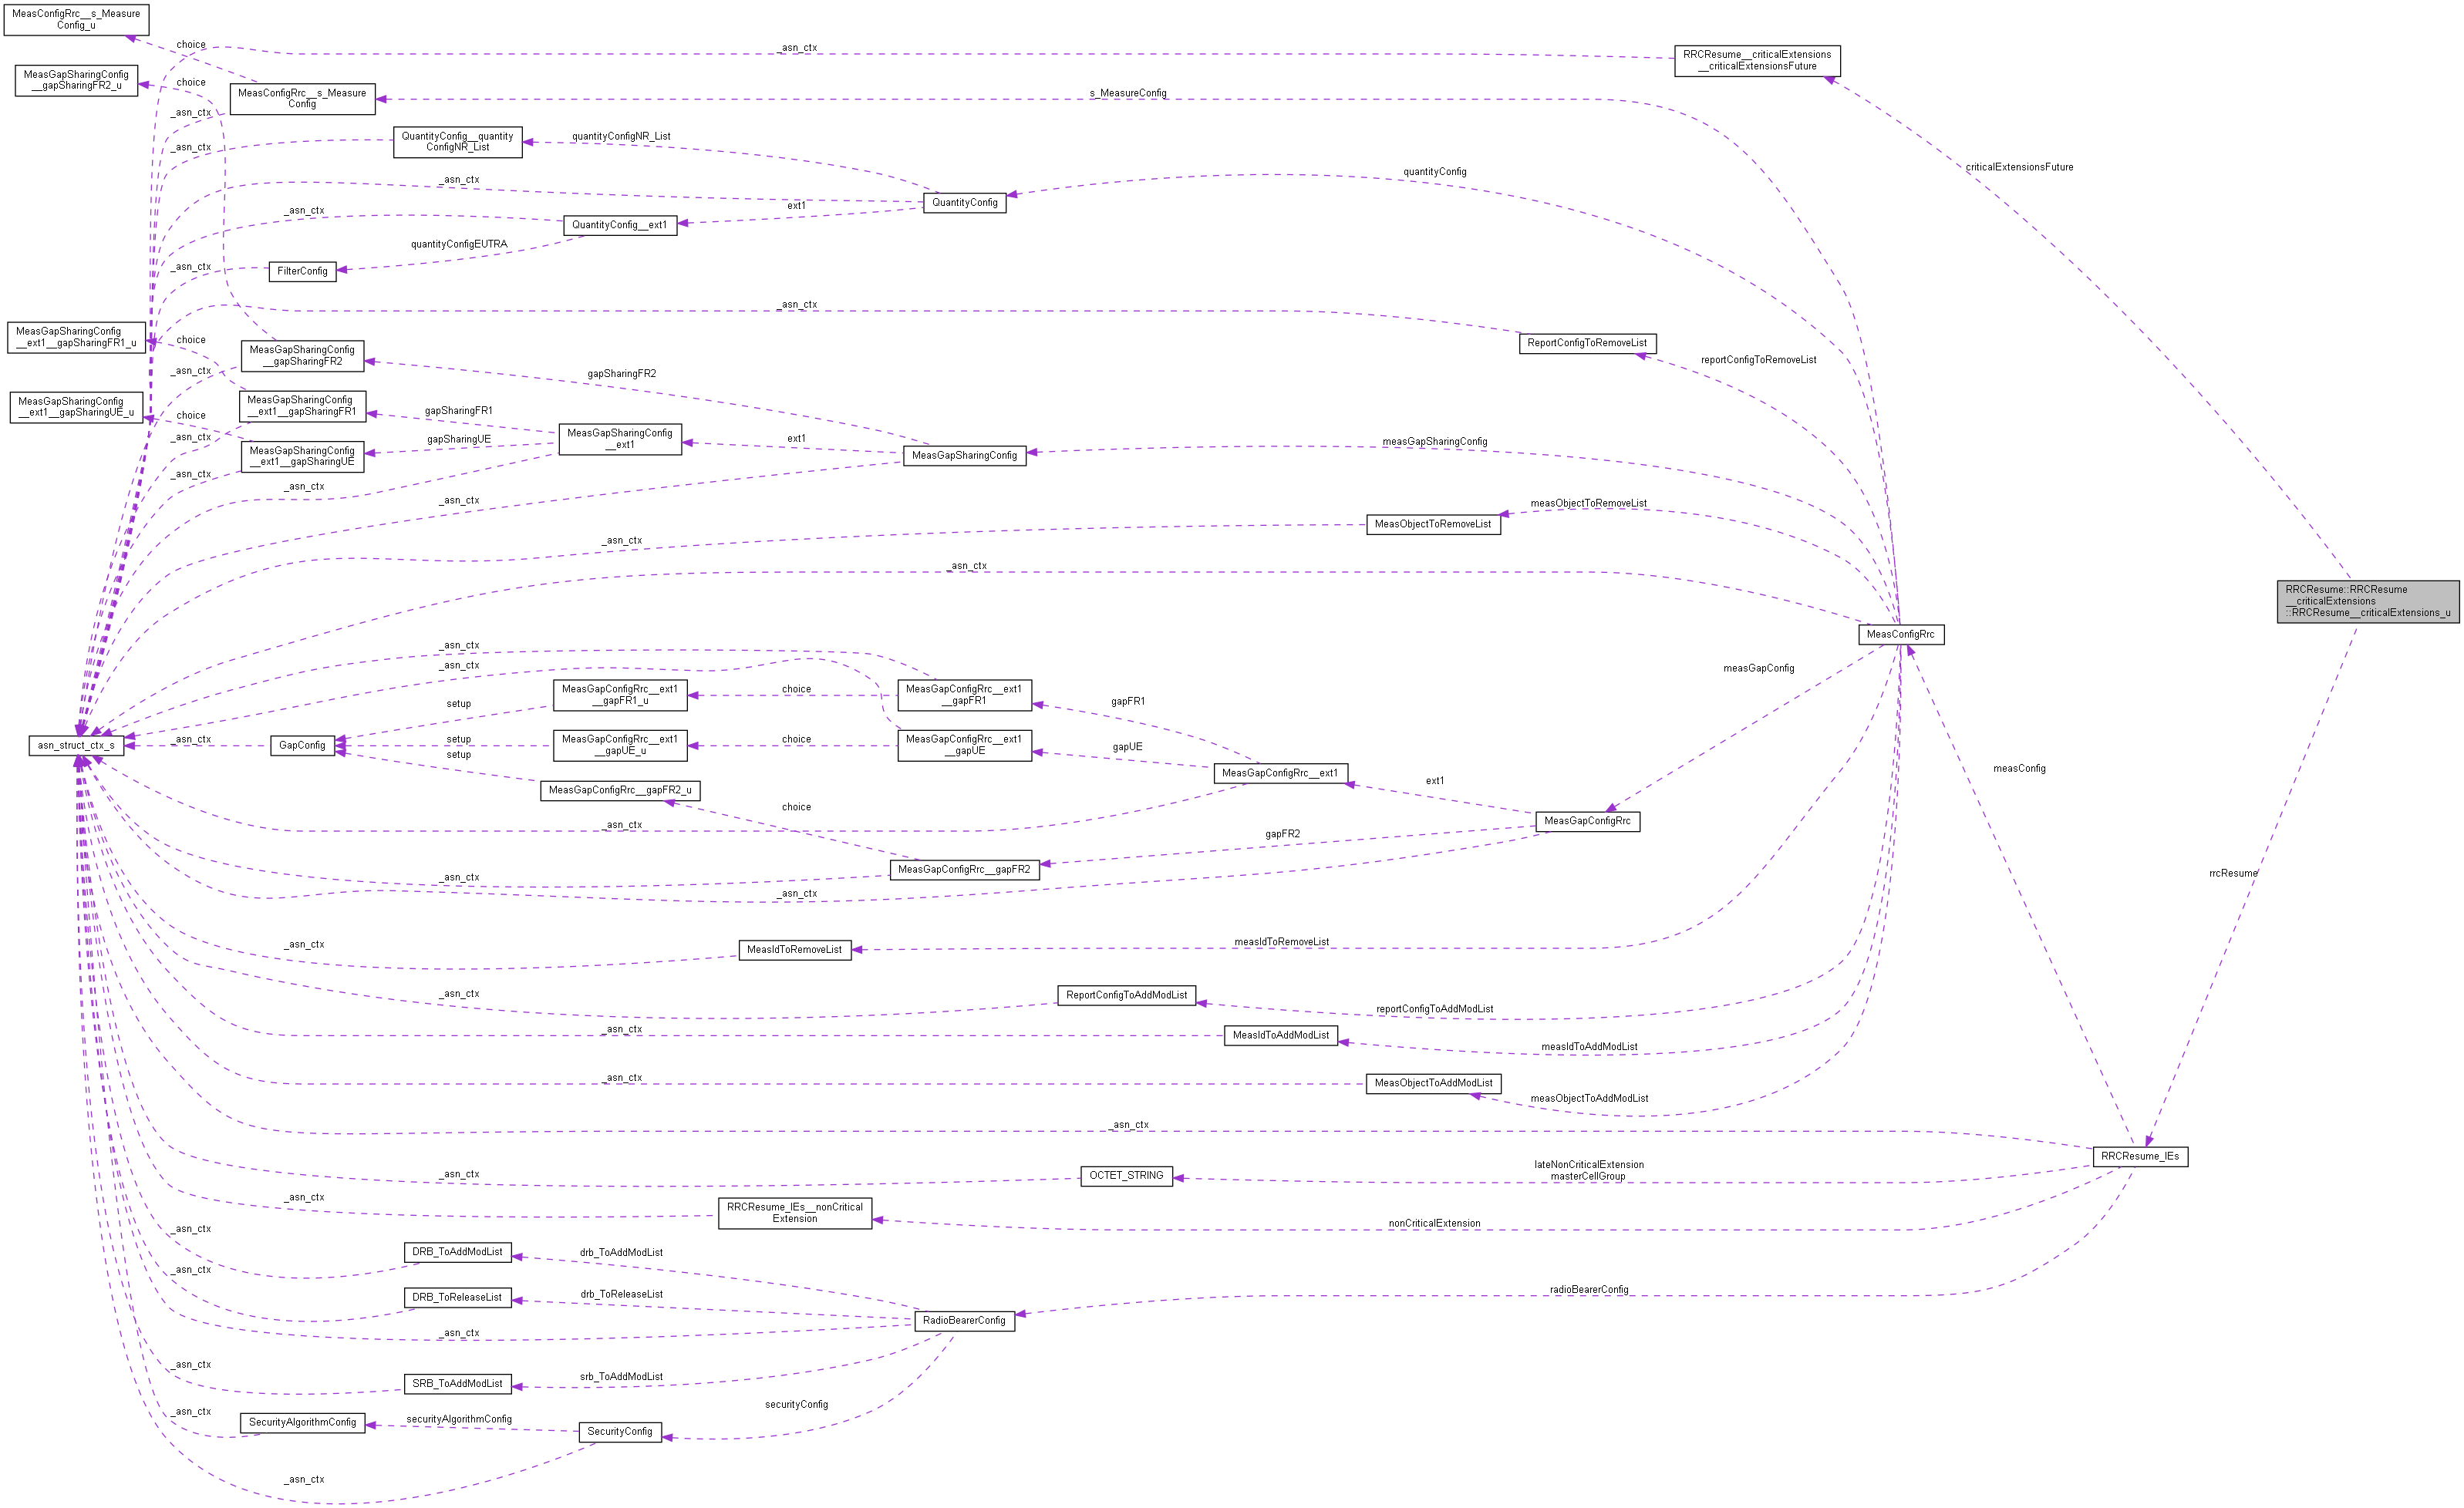 MeasConfigRrc__s_Measure
Config_u
choice
_asn_ctx
RRCResume__criticalExtensions
__criticalExtensionsFuture
MeasGapSharingConfig
__gapSharingFR2_u
choice
MeasConfigRrc__s_Measure
Config
s_MeasureConfig
_asn_ctx
QuantityConfig__quantity
ConfigNR_List
quantityConfigNR_List
_asn_ctx
criticalExtensionsFuture
_asn_ctx
quantityConfig
QuantityConfig
ext1
_asn_ctx
QuantityConfig__ext1
quantityConfigEUTRA
_asn_ctx
FilterConfig
_asn_ctx
MeasGapSharingConfig
__ext1__gapSharingFR1_u
choice
ReportConfigToRemoveList
MeasGapSharingConfig
__gapSharingFR2
reportConfigToRemoveList
_asn_ctx
gapSharingFR2
MeasGapSharingConfig
__ext1__gapSharingUE_u
choice
MeasGapSharingConfig
__ext1__gapSharingFR1
gapSharingFR1
_asn_ctx
gapSharingUE
MeasGapSharingConfig
__ext1
ext1
measGapSharingConfig
MeasGapSharingConfig
__ext1__gapSharingUE
MeasGapSharingConfig
_asn_ctx
_asn_ctx
_asn_ctx
measObjectToRemoveList
MeasObjectToRemoveList
_asn_ctx
_asn_ctx
RRCResume::RRCResume
__criticalExtensions
::RRCResume__criticalExtensions_u
MeasConfigRrc
_asn_ctx
_asn_ctx
measGapConfig
MeasGapConfigRrc__ext1
__gapFR1_u
choice
MeasGapConfigRrc__ext1
__gapFR1
gapFR1
setup
asn_struct_ctx_s
_asn_ctx
GapConfig
setup
MeasGapConfigRrc__ext1
__gapUE_u
choice
MeasGapConfigRrc__ext1
__gapUE
gapUE
setup
MeasGapConfigRrc__ext1
measConfig
ext1
MeasGapConfigRrc__gapFR2_u
choice
MeasGapConfigRrc
_asn_ctx
gapFR2
MeasGapConfigRrc__gapFR2
_asn_ctx
_asn_ctx
rrcResume
_asn_ctx
MeasIdToRemoveList
measIdToRemoveList
_asn_ctx
ReportConfigToAddModList
reportConfigToAddModList
_asn_ctx
MeasIdToAddModList
measIdToAddModList
_asn_ctx
MeasObjectToAddModList
measObjectToAddModList
_asn_ctx
RRCResume_IEs
_asn_ctx
OCTET_STRING
lateNonCriticalExtension
masterCellGroup
_asn_ctx
RRCResume_IEs__nonCritical
Extension
nonCriticalExtension
_asn_ctx
DRB_ToAddModList
drb_ToAddModList
_asn_ctx
DRB_ToReleaseList
drb_ToReleaseList
radioBearerConfig
RadioBearerConfig
_asn_ctx
_asn_ctx
SRB_ToAddModList
srb_ToAddModList
_asn_ctx
SecurityAlgorithmConfig
securityAlgorithmConfig
securityConfig
SecurityConfig
_asn_ctx